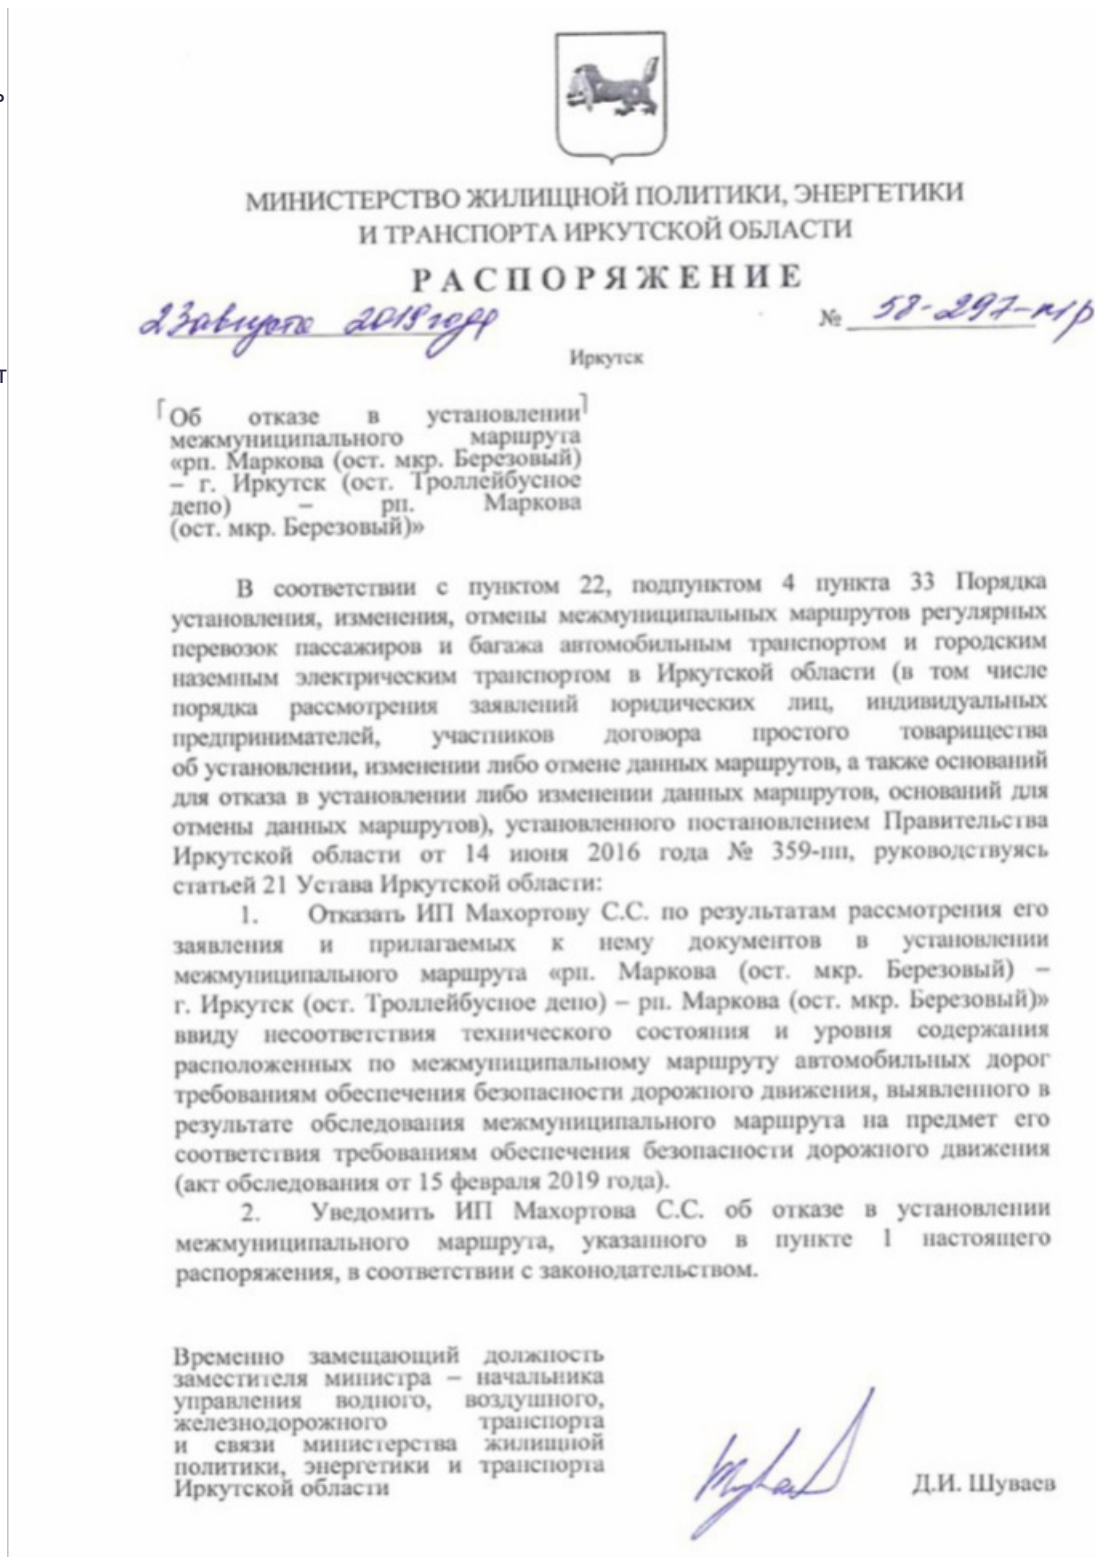 МИНИСТЕРСТВО ЖИЛИЩНОЙ ПОЛИТИКИ, ЭНЕРГЕТИКИ
И ТРАНСПОРТА ИРКУТСКОЙ ОБЛАСТИ
РАСПОРЯЖЕНИЕ
23 августа 2019 года № 58-297-мр
Иркутск
Об отказе в установлении
межмуниципального маршрута
«рп. Маркова (ост. мкр. Березовый)
– г. Иркутск (ост. Троллейбусное
депо) – рп. Маркова
(ост. мкр. Березовый)»
В соответствии с пунктом 22, подпунктом 4 пункта 33 Порядка
установления, изменения, отмены межмуниципальных маршрутов регулярных
перевозок пассажиров и багажа автомобильным транспортом и городским
наземным электрическим транспортом в Иркутской области (в том числе
порядка рассмотрения заявлений юридических лиц, индивидуальных
предпринимателей, участников договора простого товарищества
об установлении, изменении либо отмене данных маршрутов, а также оснований
для отказа в установлении либо изменении данных маршрутов, оснований для
отмены данных маршрутов), установленного постановлением Правительства
Иркутской области от 14 июня 2016 года № 359-пп, руководствуясь
статьей 21 Устава Иркутской области:
1. Отказать ИП Махортову С.С. по результатам рассмотрения его
заявления и прилагаемых к нему документов в установлении
межмуниципального маршрута «рп. Маркова (ост. мкр. Березовый) –
г. Иркутск (ост. Троллейбусное депо) – рп. Маркова (ост. мкр. Березовый)»
ввиду несоответствия технического состояния и уровня содержания
расположенных по межмуниципальному маршруту автомобильных дорог
требованиям обеспечения безопасности дорожного движения, выявленного в
результате обследования межмуниципального маршрута на предмет его
соответствия требованиям обеспечения безопасности дорожного движения
(акт обследования от 15 февраля 2019 года).
2. Уведомить ИП Махортова С.С. об отказе в установлении
межмуниципального маршрута, указанного в пункте 1 настоящего
распоряжения, в соответствии с законодательством.
Временно замещающий должность
заместителя министра – начальника
управления водного, воздушного,
железнодорожного транспорта
и связи министерства жилищной
политики, энергетики и транспорта
Иркутской области
Д.И. Шуваев